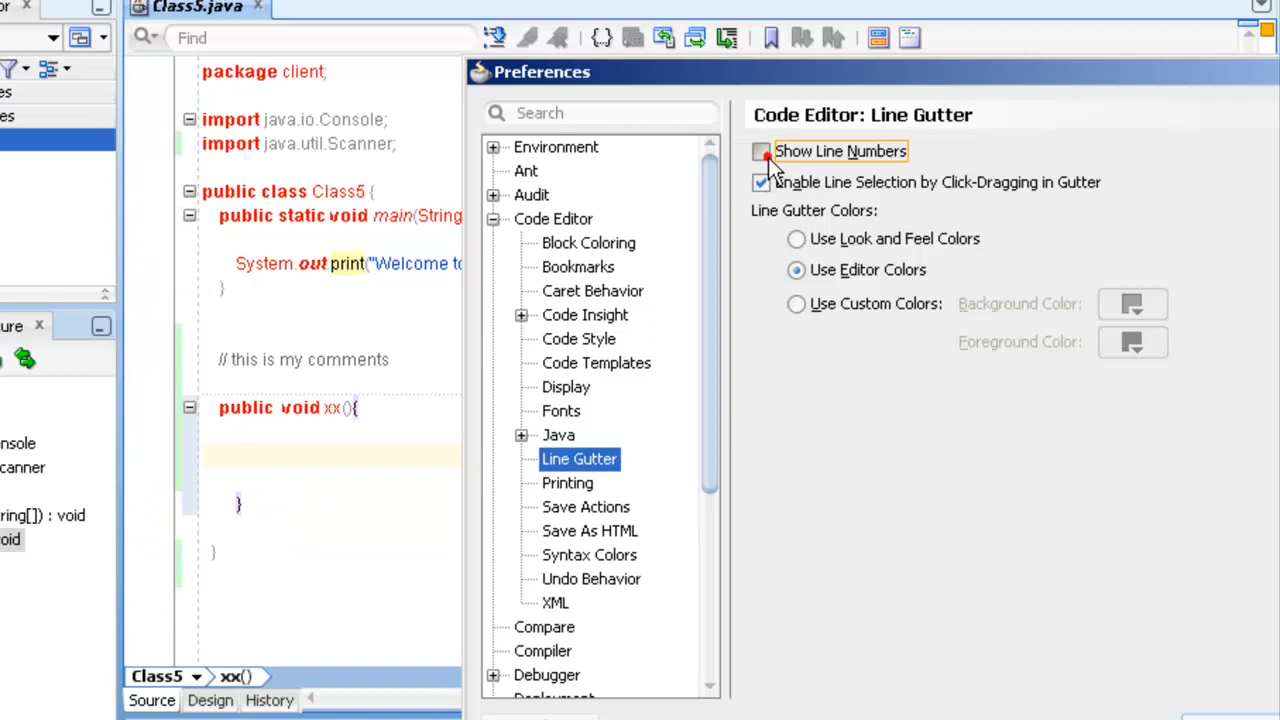 Class5.java
Find
package client;
import java.io.Console;
import java.util.Scanner;
public class Class5 {
public static void main(String
System.out.print("Welcome to
}
// this is my comments
public void xx(){
}
}
Class5
xx()
Source
Design
History
ring[]) : void
Preferences
Search
Environment
Ant
Audit
Code Editor
Block Coloring
Bookmarks
Caret Behavior
Code Insight
Code Style
Code Templates
Display
Fonts
Java
Line Gutter
Printing
Save Actions
Save As HTML
Syntax Colors
Undo Behavior
XML
Compare
Compiler
Debugger
Code Editor: Line Gutter
Show Line Numbers
Enable Line Selection by Click-Dragging in Gutter
Line Gutter Colors:
Use Look and Feel Colors
Use Editor Colors
Use Custom Colors:
Background Color:
Foreground Color: